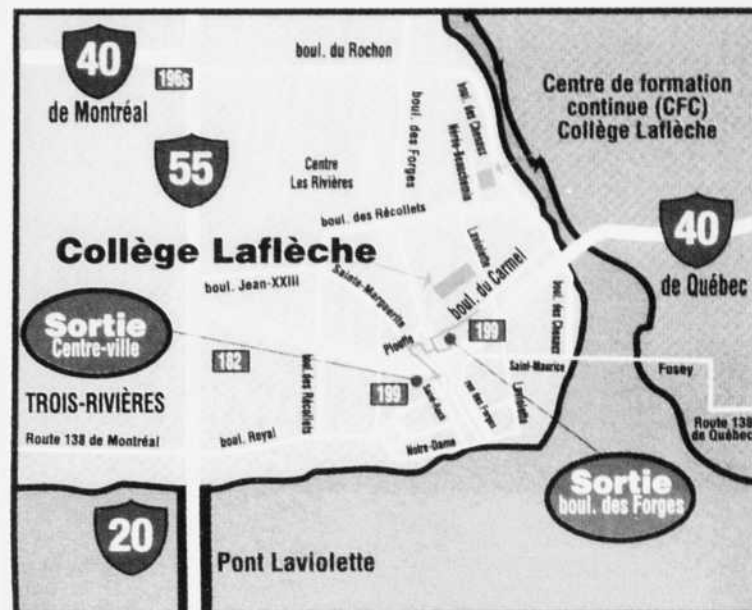 40
de Montréal
196s
boul. du Rochon
55
Centre
Les Rivières
boul. des Forges
boul. des Chenaux
Nérée-Beauchemin
Centre de formation
continue (CFC)
Collège Laflèche
boul. des Récollets
40
de Québec
Collège Laflèche
Laviolette
boul. Jean-XXIII
Sainte-Marguerite
boul. du Carmel
boul. des Chenaux
Sortie
Centre-ville
Plouffe
199
182
boul. des Récollets
199
Saint-Maurice
Fusey
TROIS-RIVIÈRES
rue des Forges
Laviolette
Route 138 de Montréal
boul. Royal
Notre-Dame
Route 138
de Québec
Sortie
boul. des Forges
20
Pont Laviolette